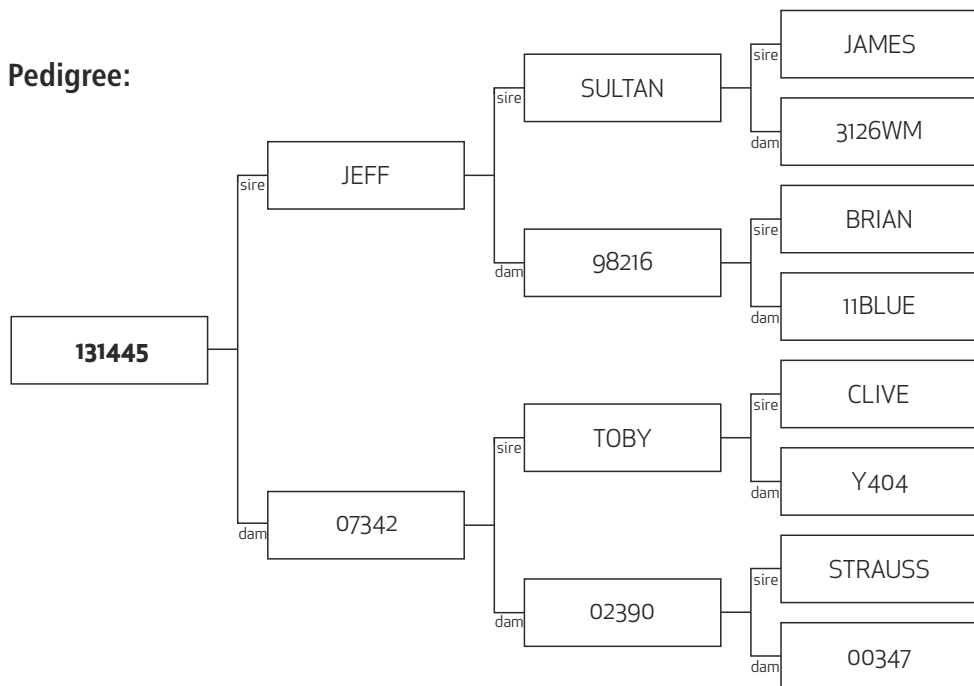 Pedigree:
JAMES
sire
SULTAN
sire
3126WM
dam
JEFF
sire
BRIAN
sire
98216
dam
11BLUE
dam
131445
CLIVE
sire
TOBY
sire
Y404
dam
07342
dam
STRAUSS
sire
02390
dam
00347
dam